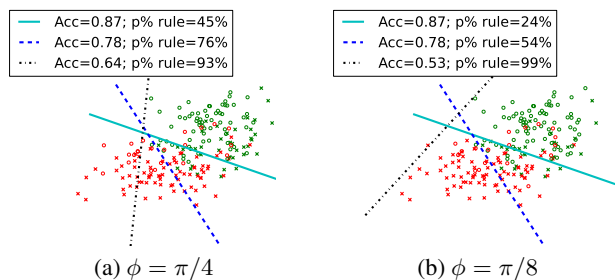 Acc=0.87; p% rule=45%
Acc=0.78; p% rule=76%
Acc=0.64; p% rule=93%
(a) ϕ = π/4
Acc=0.87; p% rule=24%
Acc=0.78; p% rule=54%
Acc=0.53; p% rule=99%
(b) ϕ = π/8